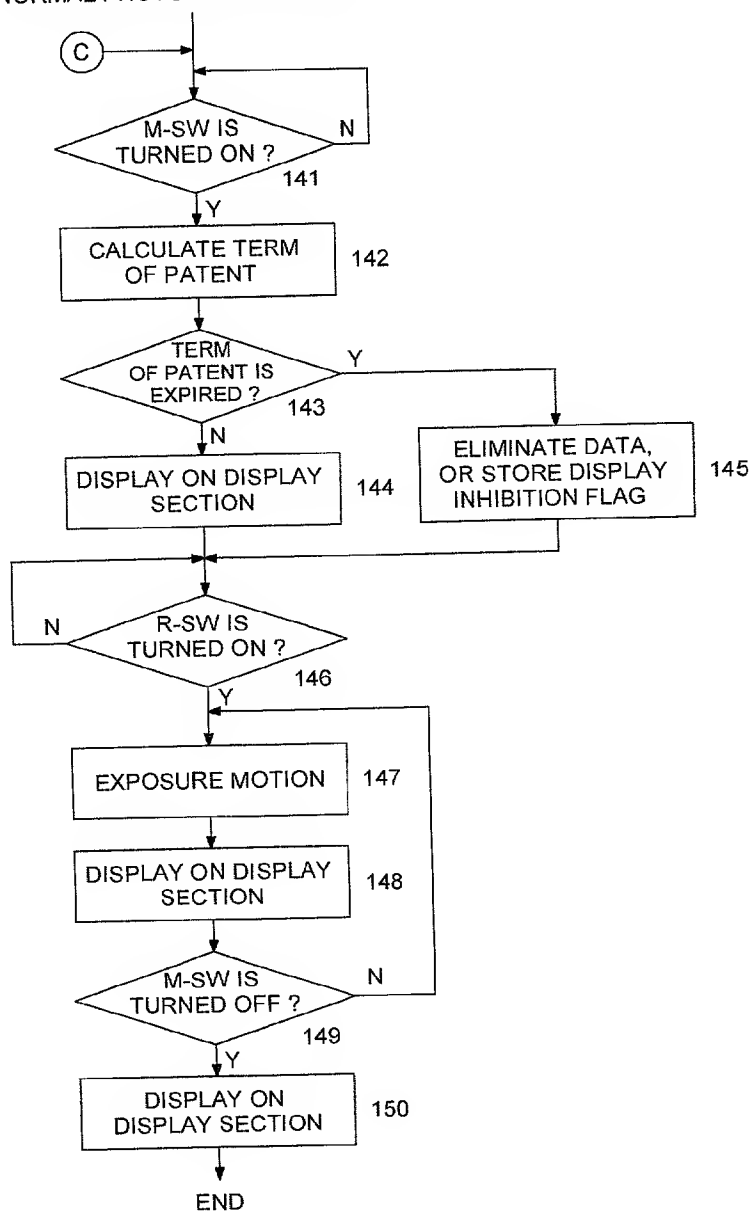 C
M-SW IS
TURNED ON ?
N
141
Y
CALCULATE TERM
OF PATENT
142
TERM
OF PATENT IS
EXPIRED ?
Y
143
N
DISPLAY ON DISPLAY
SECTION
144
ELIMINATE DATA,
OR STORE DISPLAY
INHIBITION FLAG
145
R-SW IS
TURNED ON ?
N
146
Y
EXPOSURE MOTION
147
DISPLAY ON DISPLAY
SECTION
148
M-SW IS
TURNED OFF ?
N
149
Y
DISPLAY ON
DISPLAY SECTION
150
END